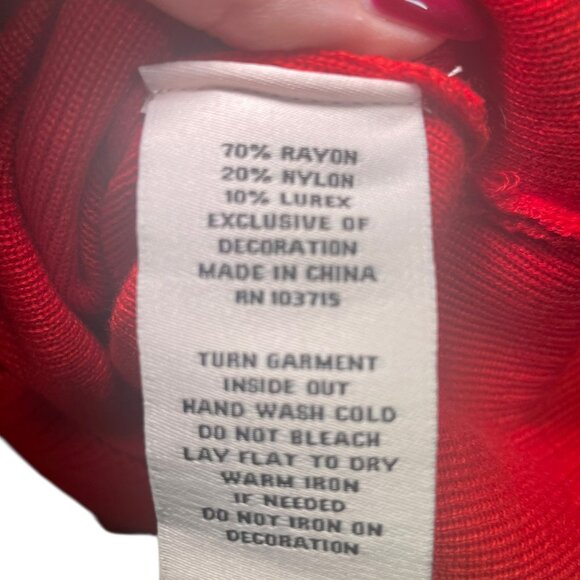 70% RAYON
20% NYLON
10% LUREX
EXCLUSIVE OF
DECORATION
MADE IN CHINA
RN 103715
TURN GARMENT
INSIDE OUT
HAND WASH COLD
DO NOT BLEACH
LAY FLAT TO DRY
WARM IRON
IF NEEDED
DO NOT IRON ON
DECORATION